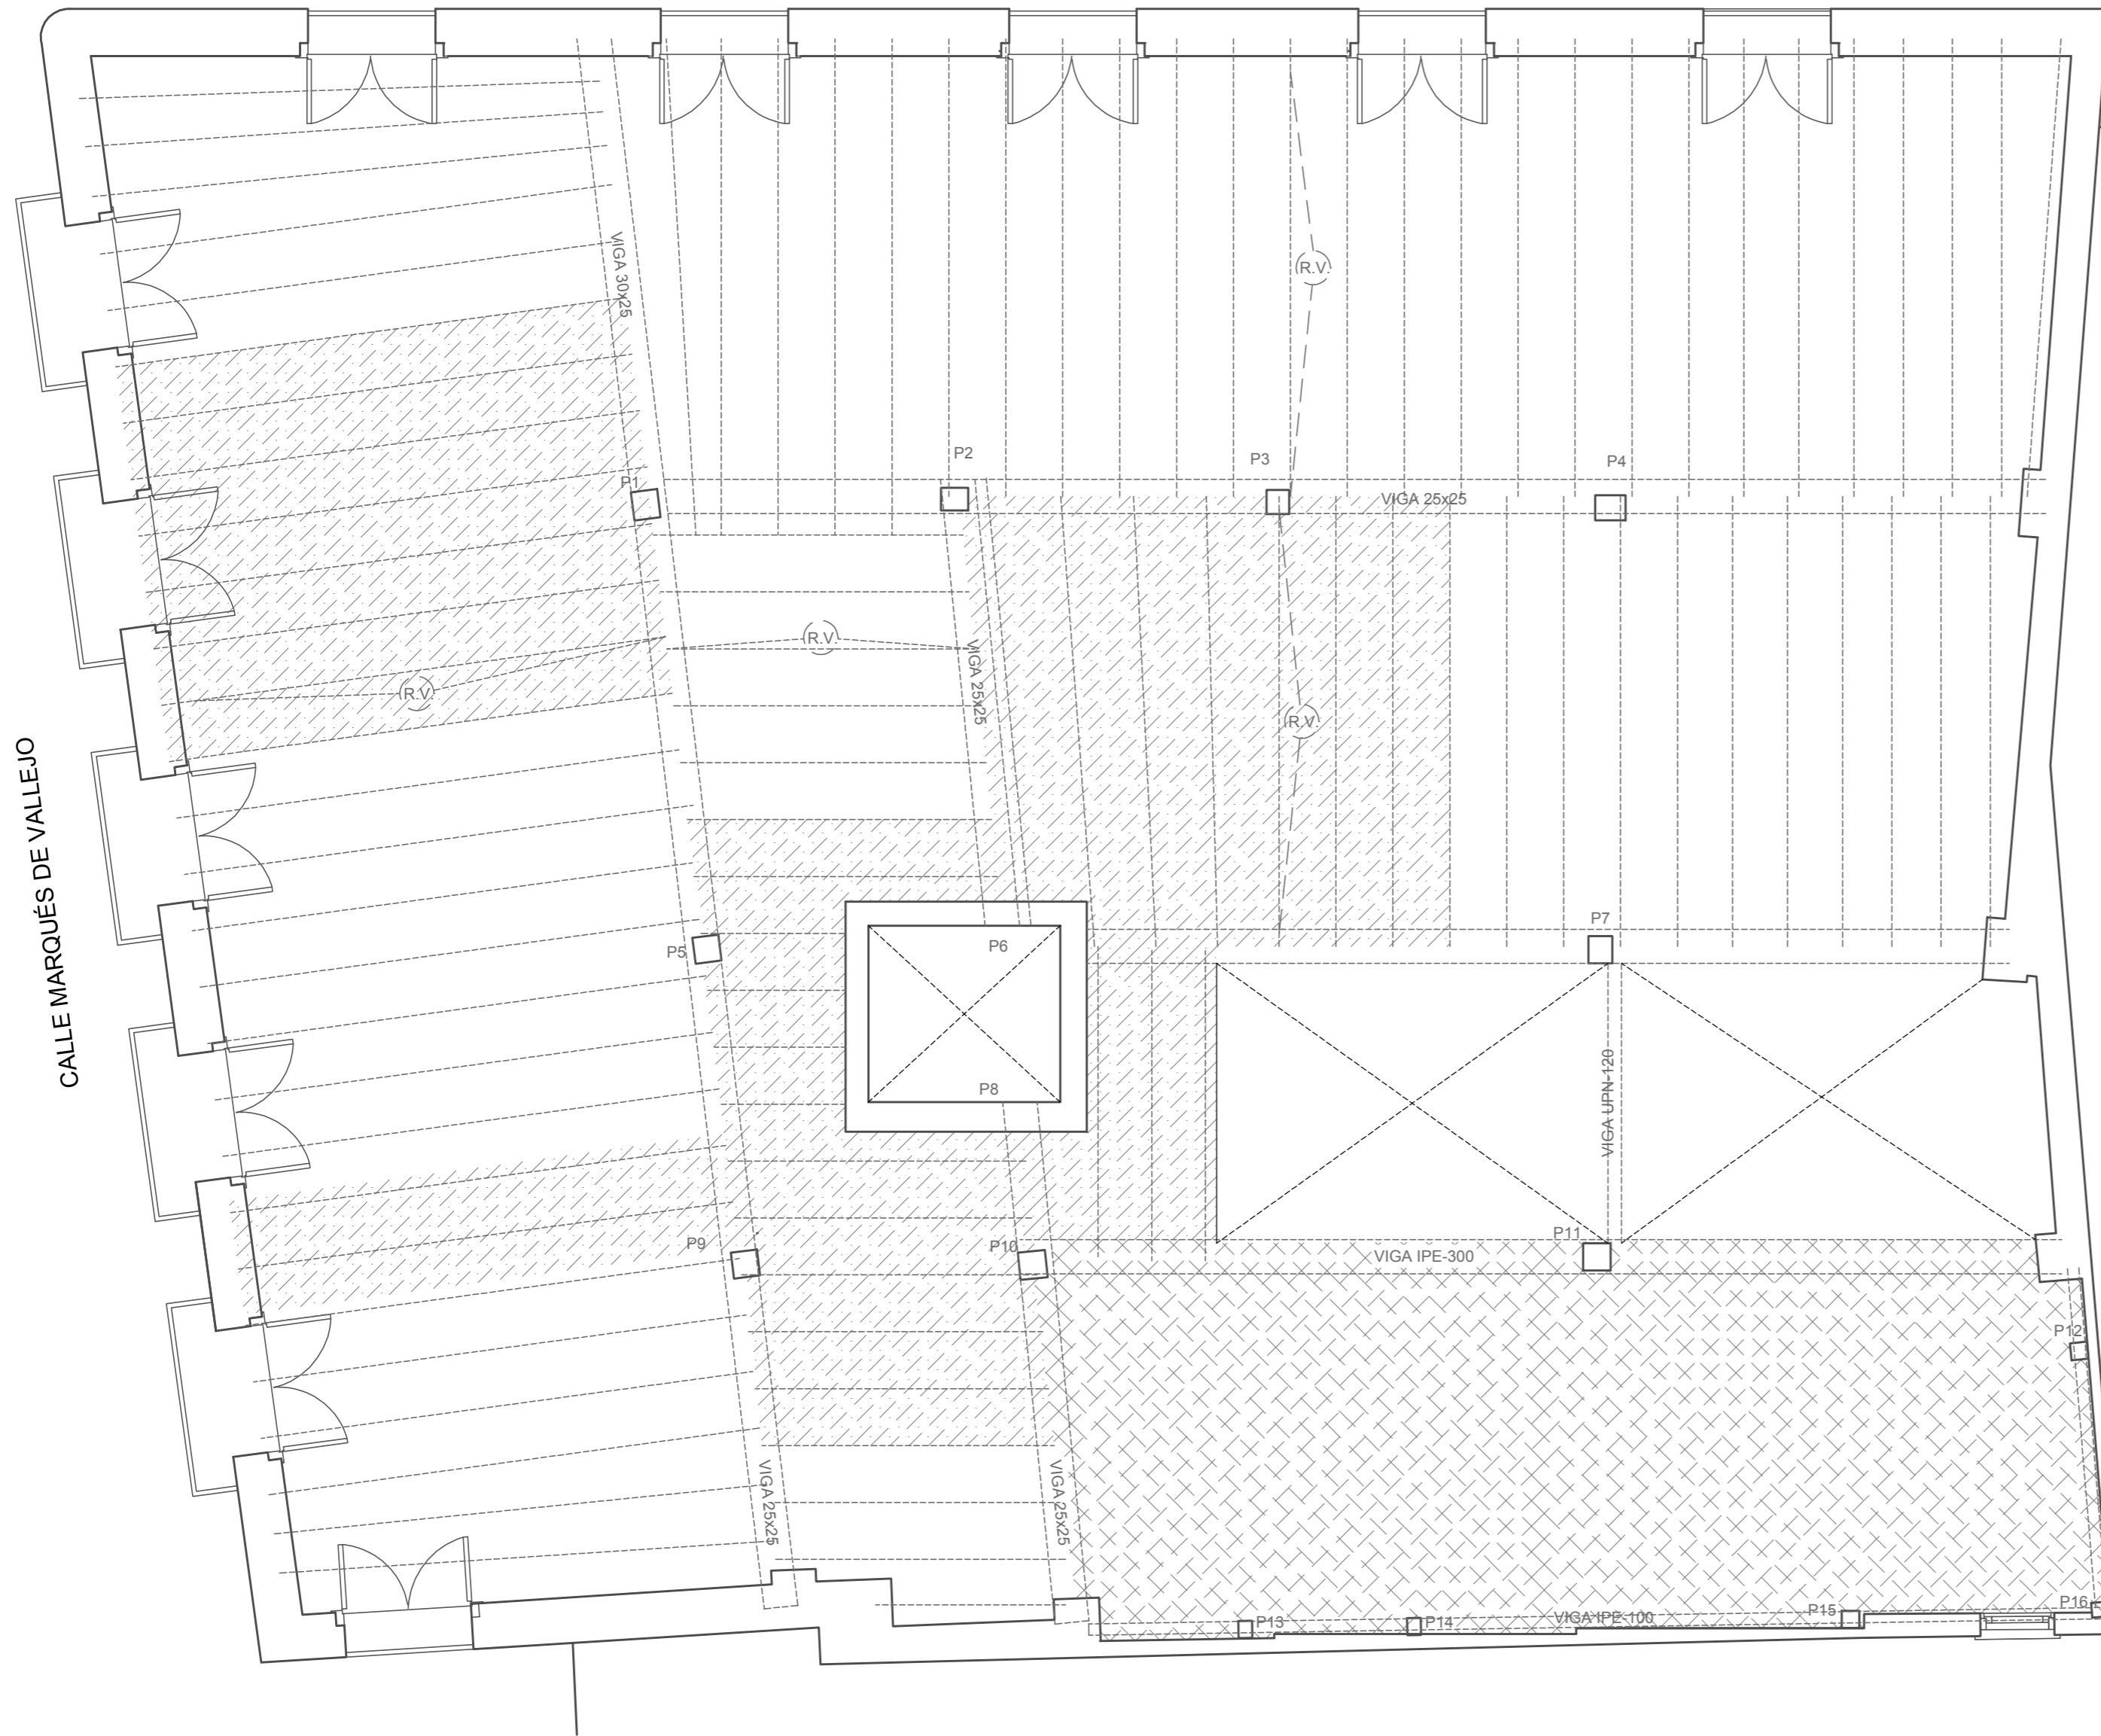 VIGA 30x25
R.V.
P2
P3
P4
P1
VIGA 25x25
R.V.
VIGA 25x25
R.V.
R.V.
CALLE MARQUÉS DE VALLEJO
P5
P6
P7
P8
VIGA UPN-120
P9
P10
P11
VIGA IPE-300
P12
VIGA 25x25
VIGA 25x25
P13
P14
VIGA IPE-100
P15
P16